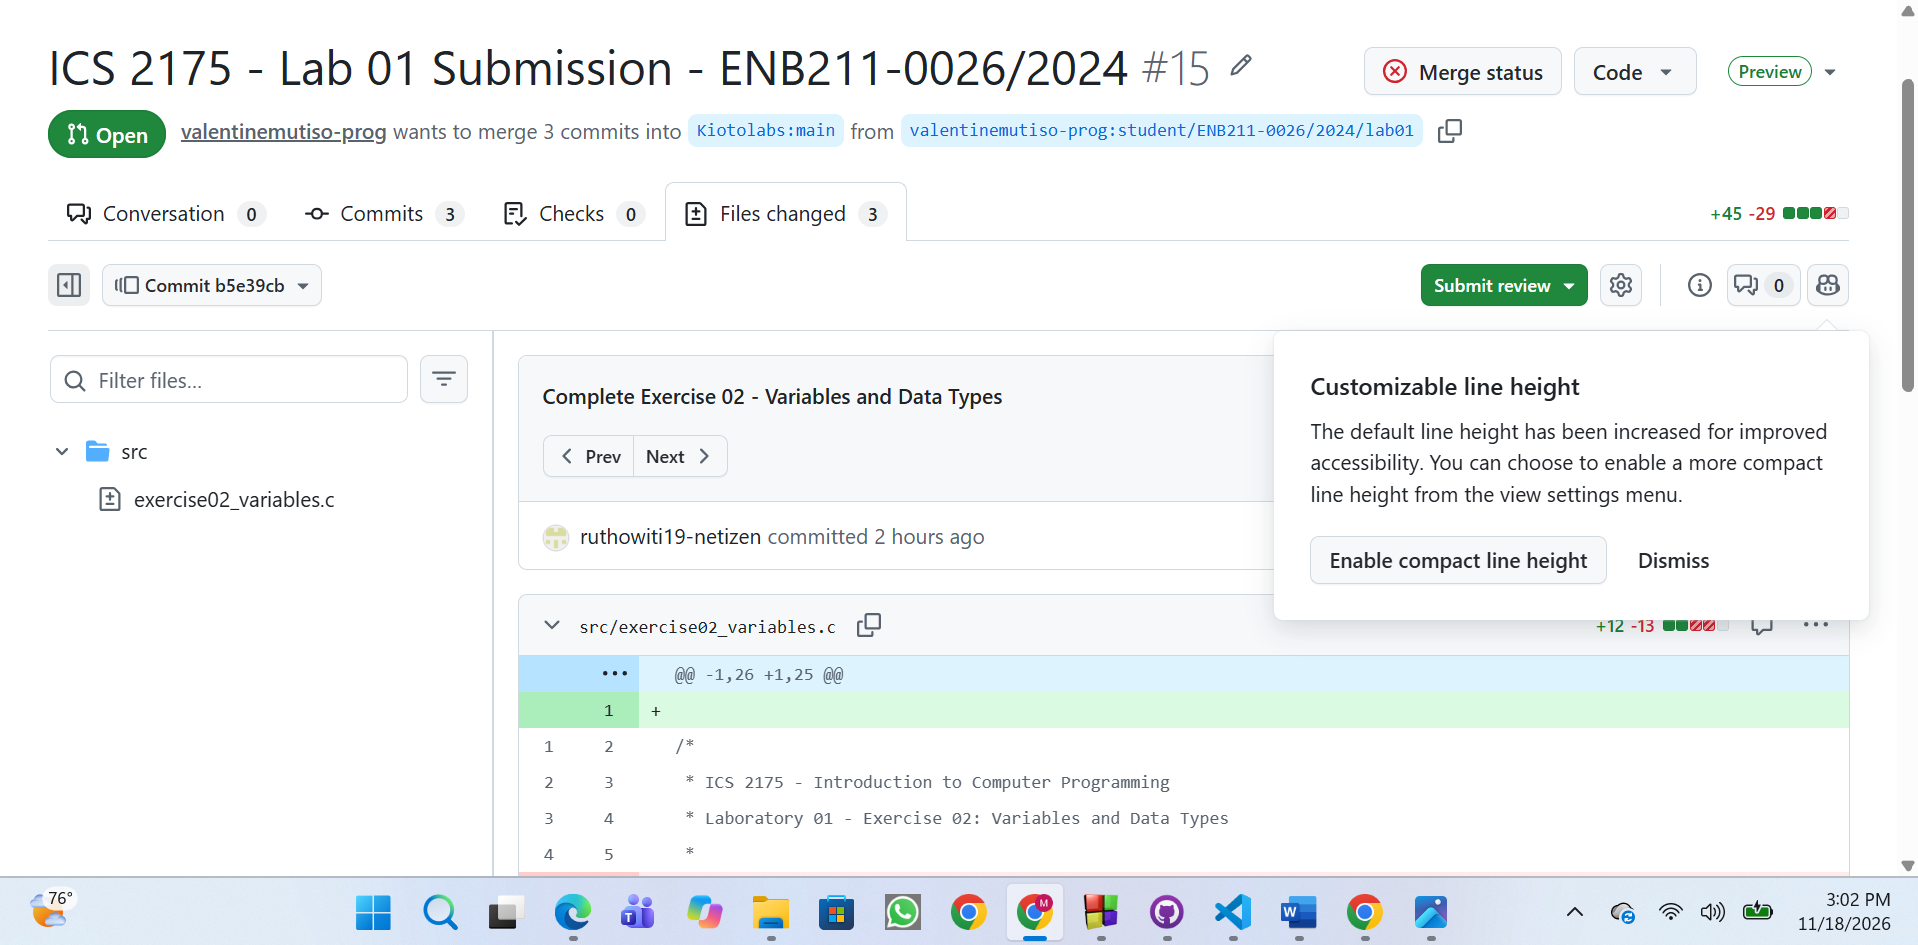 ICS 2175 - Lab 01 Submission - ENB211-0026/2024 #15
Merge status
Code
Preview
Open
valentinemutiso-prog wants to merge 3 commits into Kiotolabs:main from valentinemutiso-prog:student/ENB211-0026/2024/lab01
Conversation 0
Commits 3
Checks 0
Files changed 3
+45 -29
Commit b5e39cb
Submit review
0
Filter files...
src
exercise02_variables.c
Complete Exercise 02 - Variables and Data Types
Prev
Next
ruthowiti19-netizen committed 2 hours ago
Customizable line height
The default line height has been increased for improved
accessibility. You can choose to enable a more compact
line height from the view settings menu.
Enable compact line height
Dismiss
src/exercise02_variables.c
+12 -13
@@ -1,26 +1,25 @@
1 +
1 2 /*
2 3 * ICS 2175 - Introduction to Computer Programming
3 4 * Laboratory 01 - Exercise 02: Variables and Data Types
4 5 *
76°
M
T
W
3:02 PM
11/18/2026